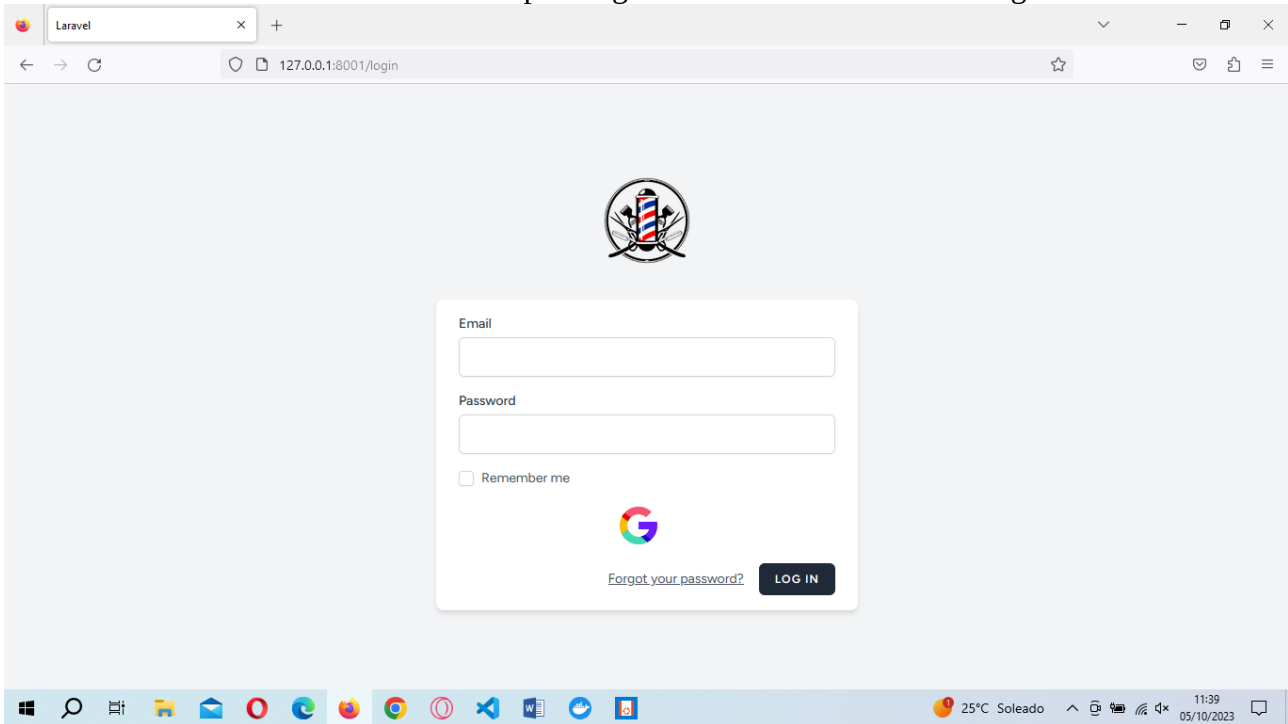 Laravel
127.0.0.1:8001/login
Email
Password
Remember me
Forgot your password? LOG IN
25°C Soleado
11:39
05/10/2023